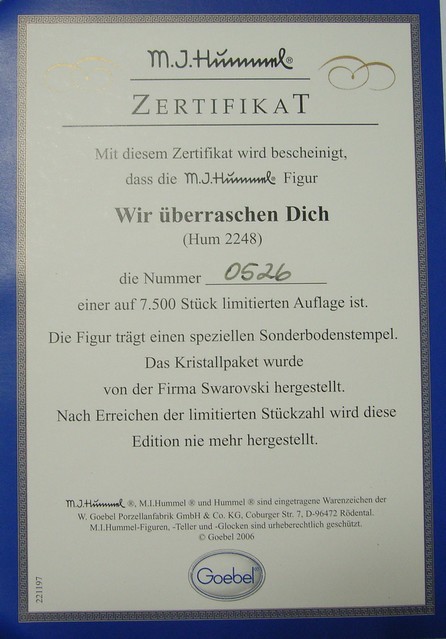 M.J.Hummel®
ZERTIFIKAT
Mit diesem Zertifikat wird bescheinigt,
dass die M.J.Hummel® Figur
Wir überraschen Dich
(Hum 2248)
die Nummer 0526
einer auf 7.500 Stück limitierten Auflage ist.
Die Figur trägt einen speziellen Sonderbodenstempel.
Das Kristallpaket wurde
von der Firma Swarovski hergestellt.
Nach Erreichen der limitierten Stückzahl wird diese
Edition nie mehr hergestellt.
M.J.Hummel ®, M.I.Hummel ® und Hummel ® sind eingetragene Warenzeichen der
W. Goebel Porzellanfabrik GmbH & Co. KG, Coburger Str. 7, D-96472 Rödental.
M.I.Hummel-Figuren, -Teller und -Glocken sind urheberrechtlich geschützt.
© Goebel 2006
Goebel®
221197